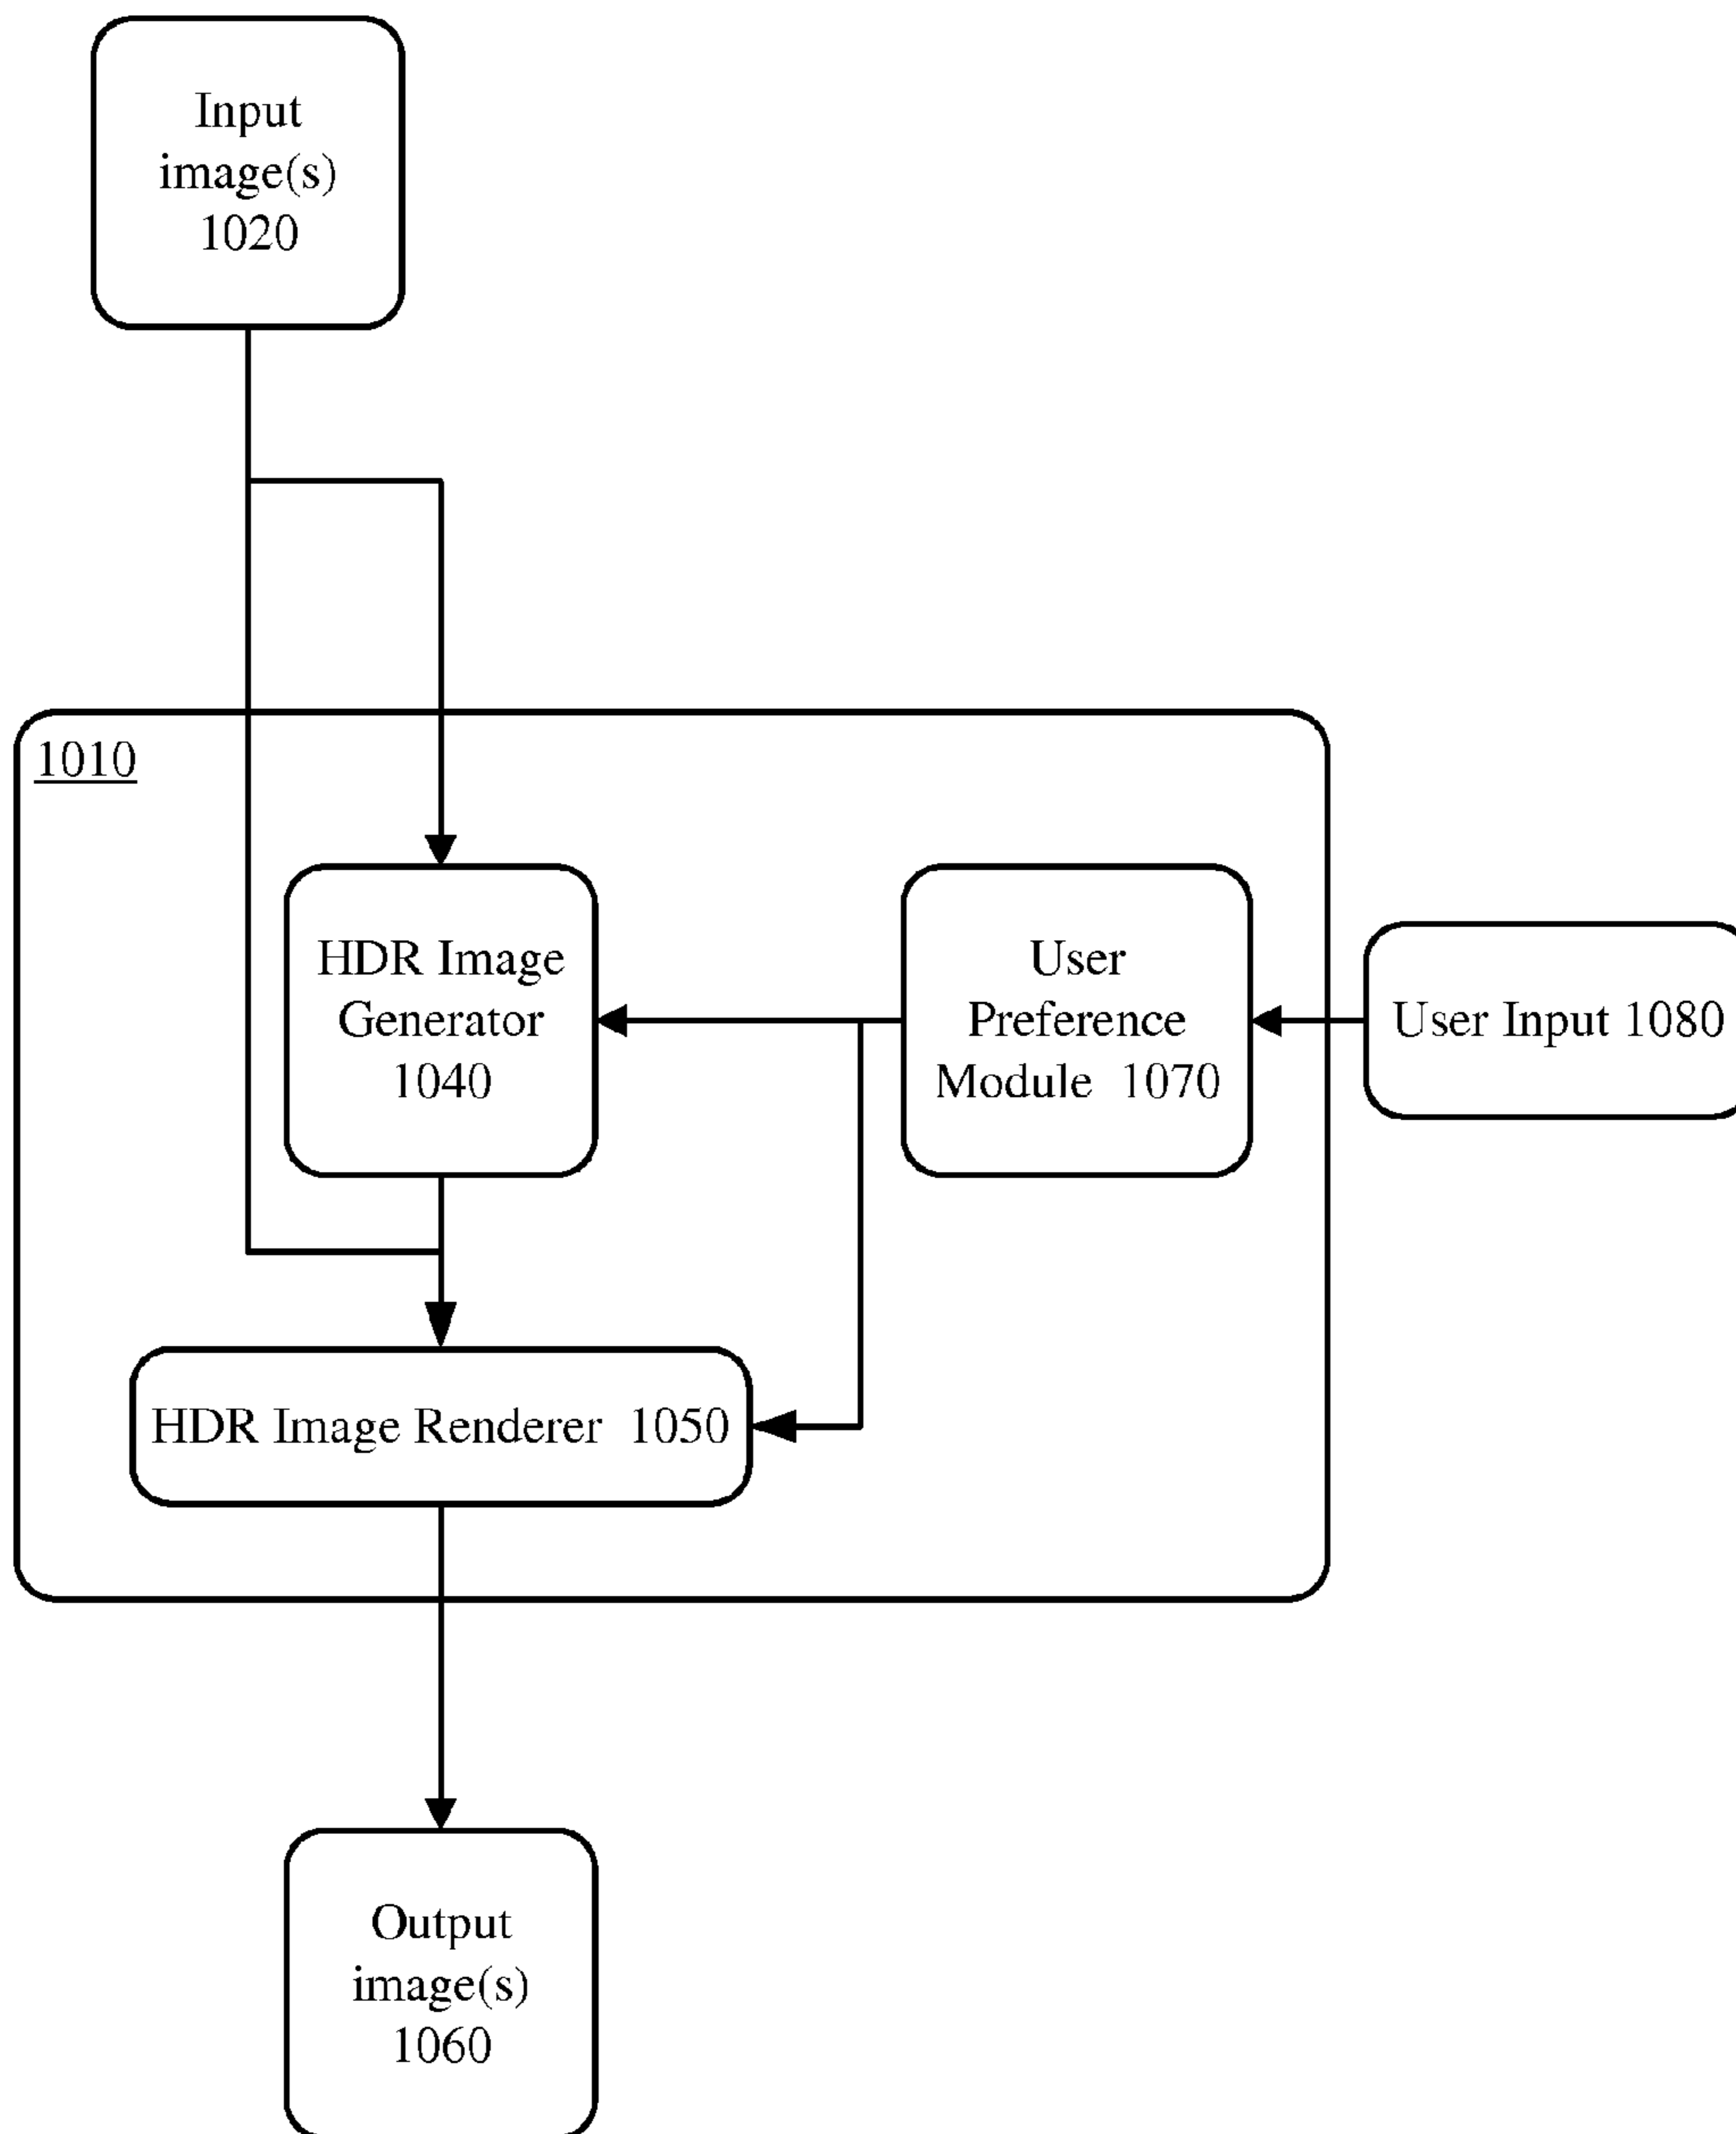 Input
image(s)
1020
1010
HDR Image
Generator
1040
User
Preference
Module 1070
User Input 1080
HDR Image Renderer 1050
Output
image(s)
1060